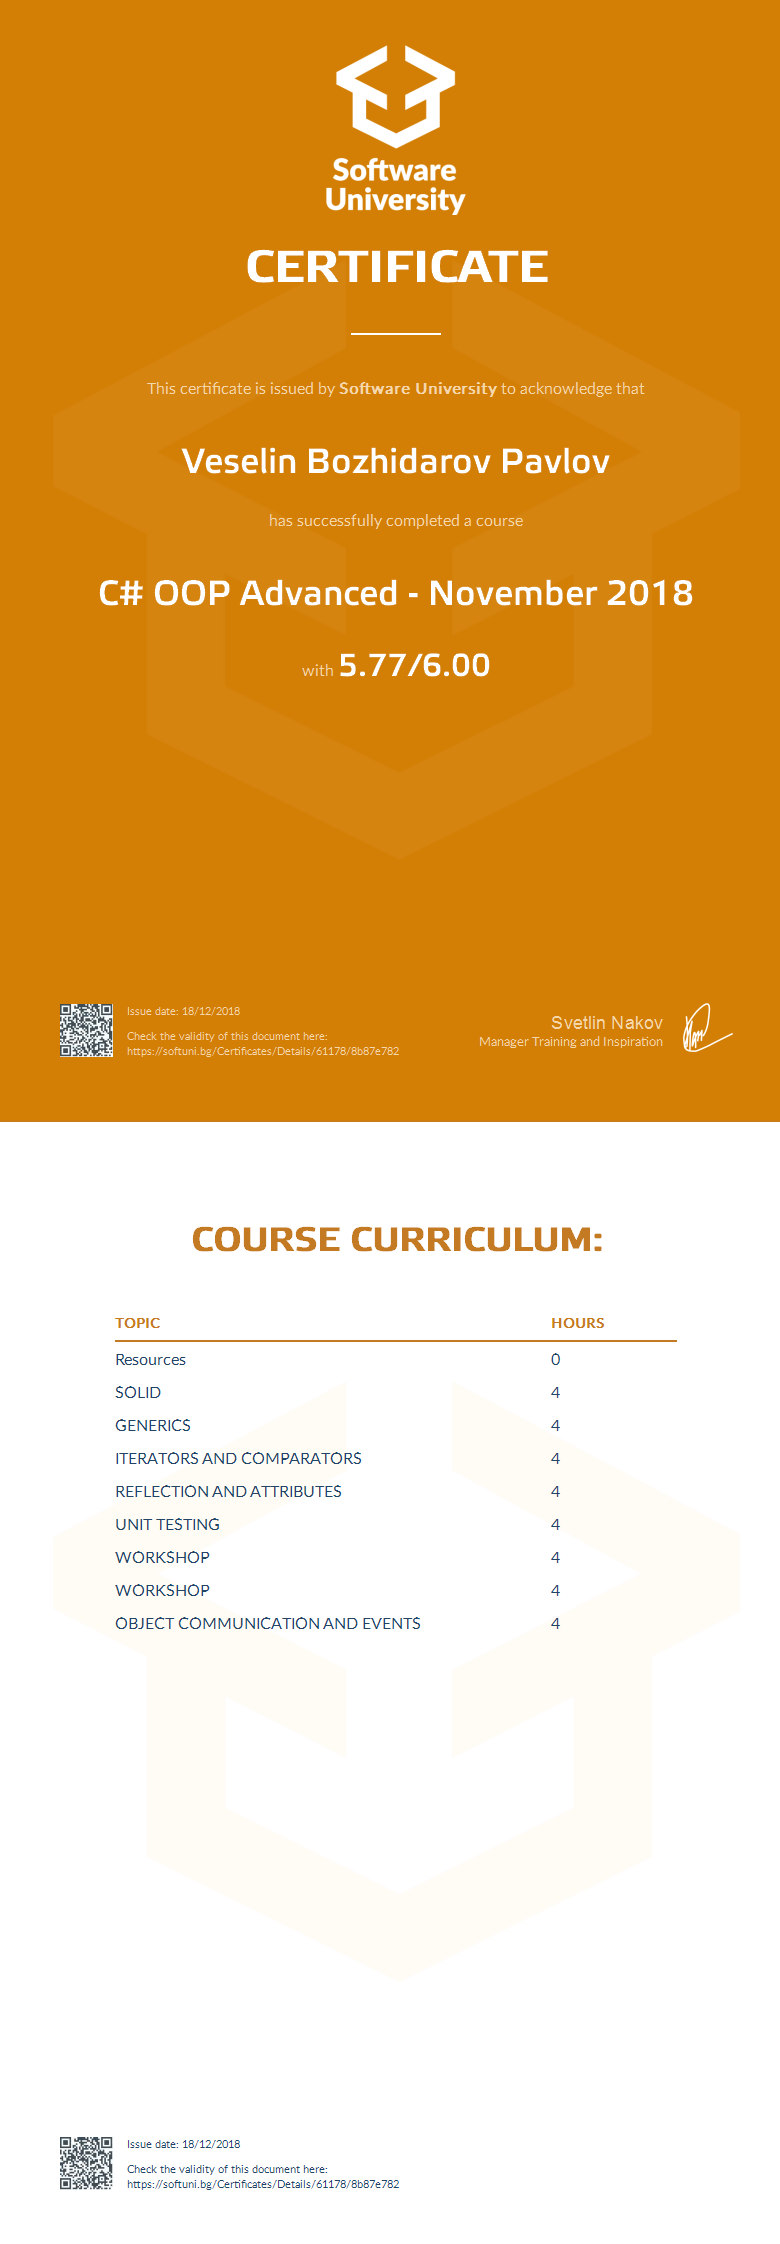 Software
University
CERTIFICATE
This certificate is issued by Software University to acknowledge that
Veselin Bozhidarov Pavlov
has successfully completed a course
C# OOP Advanced - November 2018
with 5.77/6.00
Issue date: 18/12/2018
Check the validity of this document here:
https://softuni.bg/Certificates/Details/61178/8b87e782
Svetlin Nakov
Manager Training and Inspiration
COURSE CURRICULUM:
TOPIC HOURS
Resources 0
SOLID 4
GENERICS 4
ITERATORS AND COMPARATORS 4
REFLECTION AND ATTRIBUTES 4
UNIT TESTING 4
WORKSHOP 4
WORKSHOP 4
OBJECT COMMUNICATION AND EVENTS 4
Issue date: 18/12/2018
Check the validity of this document here:
https://softuni.bg/Certificates/Details/61178/8b87e782